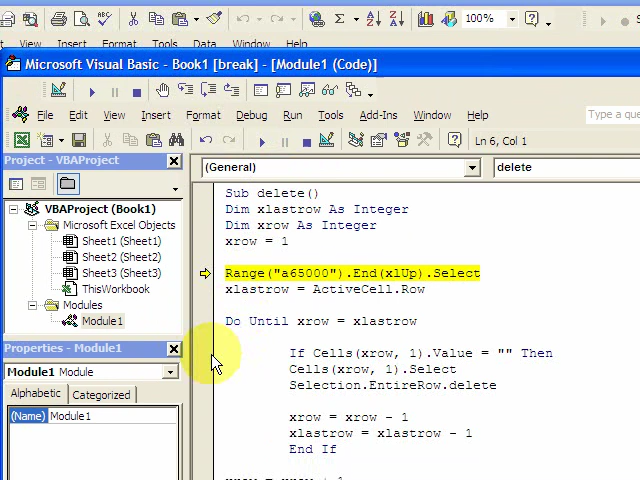 100%
Insert Format Tools Data Window Help
Microsoft Visual Basic - Book1 [break] - [Module1 (Code)]
File Edit View Insert Format Debug Run Tools Add-Ins Window Help
Type a que
Ln 6, Col 1
Project - VBAProject
(General)
delete
VBAProject (Book1)
Microsoft Excel Objects
Sheet1 (Sheet1)
Sheet2 (Sheet2)
Sheet3 (Sheet3)
ThisWorkbook
Modules
Module1
Properties - Module1
Module1 Module
Alphabetic Categorized
(Name) Module1
Sub delete()
Dim xlastrow As Integer
Dim xrow As Integer
xrow = 1
Range("a65000").End(xlUp).Select
xlastrow = ActiveCell.Row
Do Until xrow = xlastrow
If Cells(xrow, 1).Value = "" Then
Cells(xrow, 1).Select
Selection.EntireRow.delete
xrow = xrow - 1
xlastrow = xlastrow - 1
End If